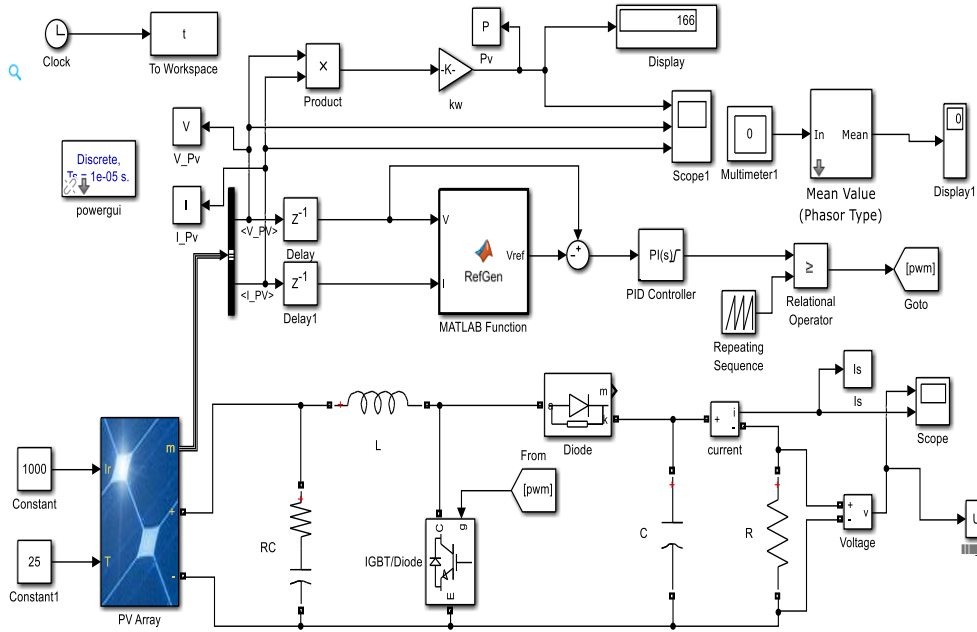 t
Clock
To Workspace
P
Pv
166
Display
×
Product
-K-
kw
V
V_Pv
Scope1
0
Multimeter1
In
Mean
Mean Value
(Phasor Type)
0
Display1
Discrete,
Ts = 1e-05 s.
powergui
I
I_Pv
<V_PV>
Z-1
Delay
<I_PV>
Z-1
Delay1
V
I
RefGen
Vref
MATLAB Function
- +
PI(s)
PID Controller
Repeating
Sequence
≥
Relational
Operator
[pwm]
Goto
1000
Constant
25
Constant1
Ir
T
m
+
-
PV Array
+
L
+
RC
a
m
k
Diode
From
[pwm]
C
g
E
IGBT/Diode
+
C
+
i
-
current
Is
Is
Scope
+
R
+
-
v
Voltage